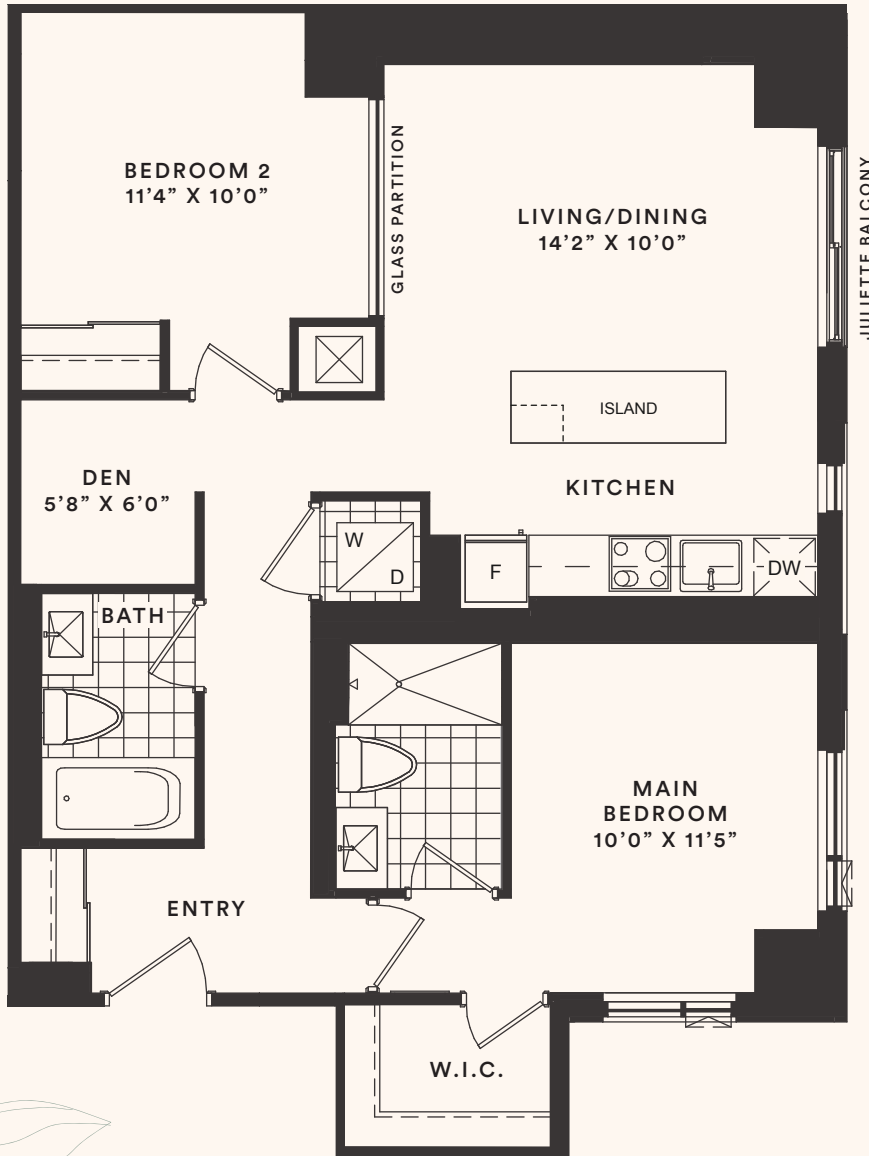 BEDROOM 2
11’4” X 10’0”
GLASS PARTITION
LIVING/DINING
14’2” X 10’0”
JULIETTE BALCONY
ISLAND
DEN
5’8” X 6’0”
KITCHEN
W
D
F
DW
BATH
MAIN
BEDROOM
10’0” X 11’5”
ENTRY
W.I.C.